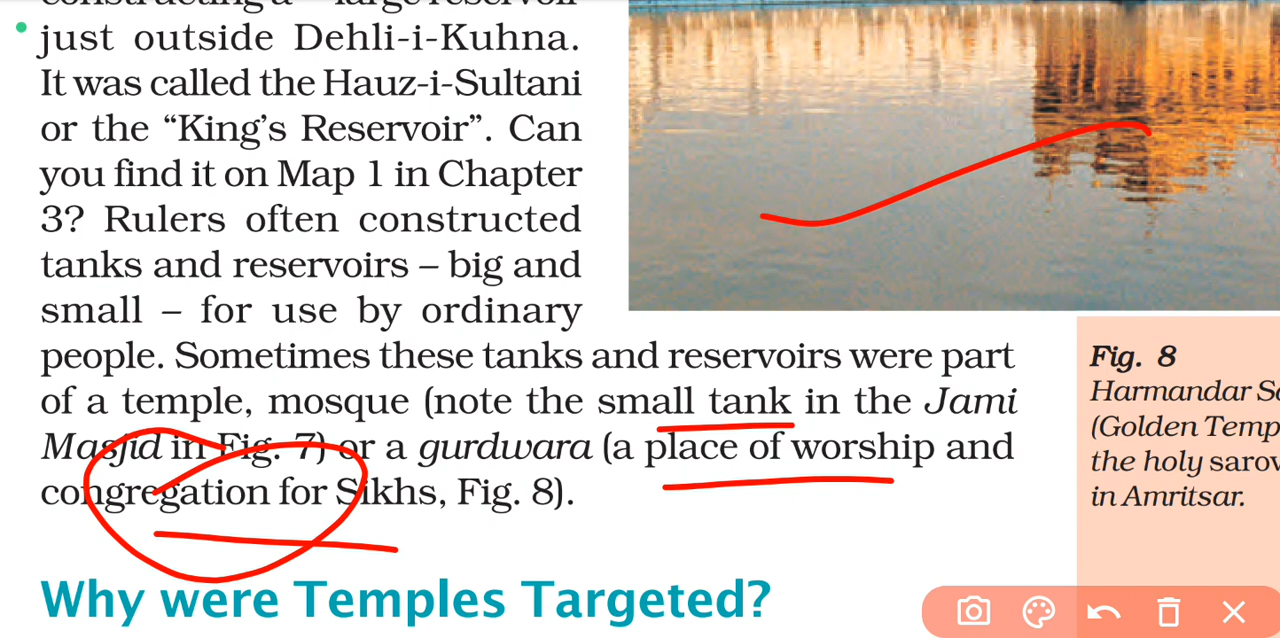 constructing a large reservoir
just outside Dehli-i-Kuhna.
It was called the Hauz-i-Sultani
or the “King’s Reservoir”. Can
you find it on Map 1 in Chapter
3? Rulers often constructed
tanks and reservoirs – big and
small – for use by ordinary
people. Sometimes these tanks and reservoirs were part
of a temple, mosque (note the small tank in the Jami
Masjid in Fig. 7) or a gurdwara (a place of worship and
congregation for Sikhs, Fig. 8).
Fig. 8
Harmandar
(Golden
the holy
in Amritsar.
Why were Temples Targeted?